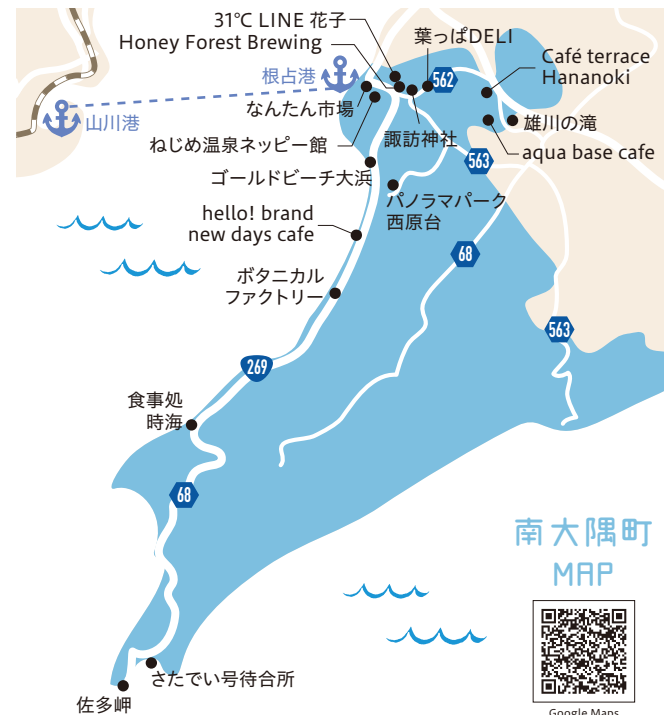 31℃ LINE 花子
Honey Forest Brewing
葉っぱDELI
562
Café terrace
Hananoki
根占港
山川港
なんたん市場
諏訪神社
雄川の滝
ねじめ温泉ネッピー館
aqua base cafe
563
ゴールドビーチ大浜
パノラマパーク
西原台
hello! brand
new days cafe
68
ボタニカル
ファクトリー
563
269
食事処
時海
68
南大隅町
MAP
さたでい号待合所
佐多岬
Google Maps